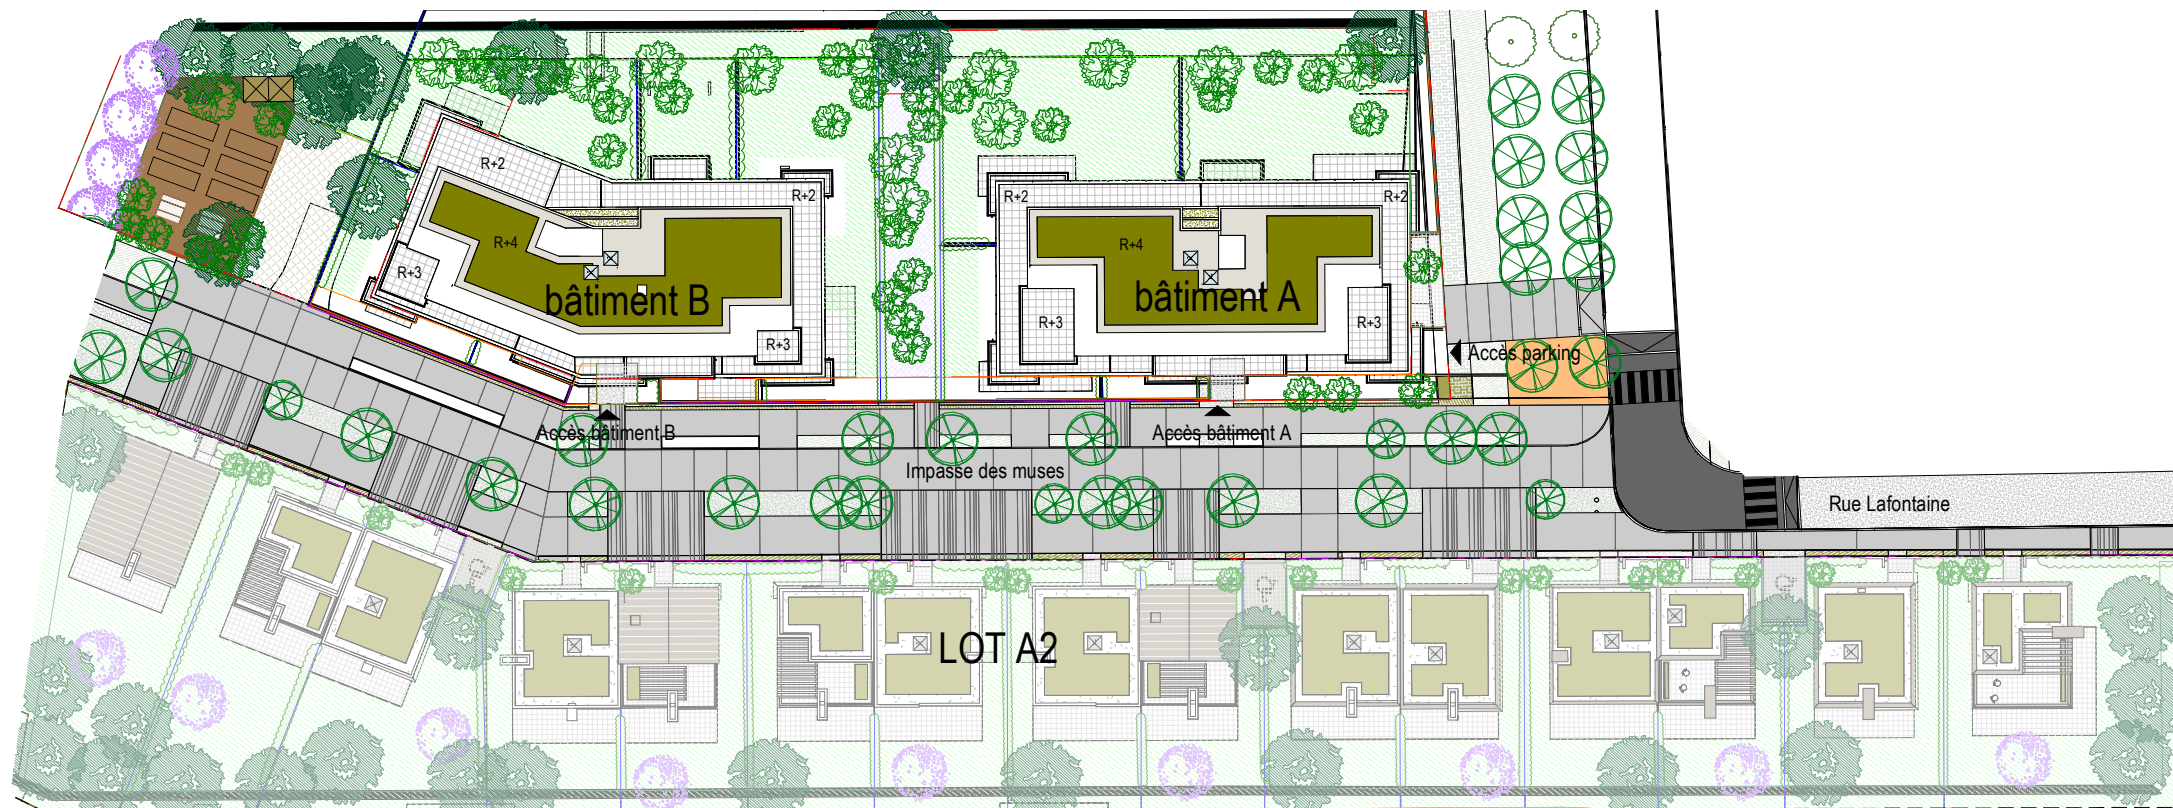 R+2
R+2
R+2
R+2
R+4
R+4
R+3
bâtiment B
bâtiment A
R+3
R+3
R+3
Accès parking
Accès bâtiment B
Accès bâtiment A
Impasse des muses
Rue Lafontaine
LOT A2